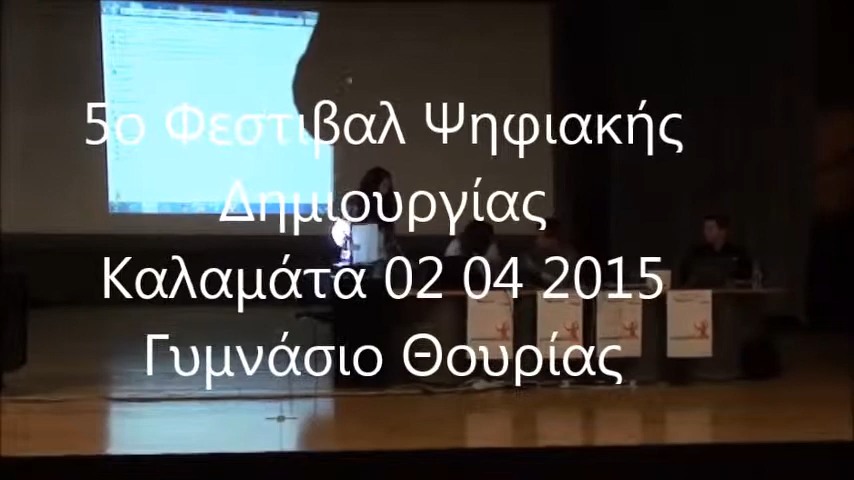 5ο Φεστιβαλ Ψηφιακής
Δημιουργίας
Καλαμάτα 02 04 2015
Γυμνάσιο Θουρίας